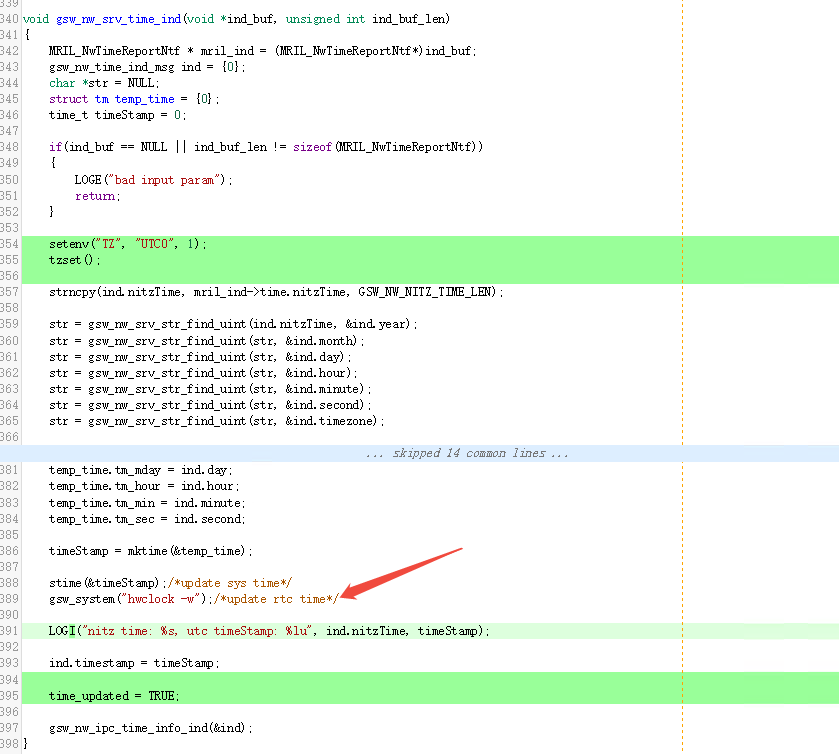 339
340 void gsw_nw_srv_time_ind(void *ind_buf, unsigned int ind_buf_len)
341 {
342     MRIL_NwTimeReportNtf * mril_ind = (MRIL_NwTimeReportNtf*)ind_buf;
343     gsw_nw_time_ind_msg ind = {0};
344     char *str = NULL;
345     struct tm temp_time = {0};
346     time_t timeStamp = 0;
347
348     if(ind_buf == NULL || ind_buf_len != sizeof(MRIL_NwTimeReportNtf))
349     {
350         LOGE("bad input param");
351         return;
352     }
353
354     setenv("TZ", "UTC0", 1);
355     tzset();
356
357     strncpy(ind.nitzTime, mril_ind->time.nitzTime, GSW_NW_NITZ_TIME_LEN);
358
359     str = gsw_nw_srv_str_find_uint(ind.nitzTime, &ind.year);
360     str = gsw_nw_srv_str_find_uint(str, &ind.month);
361     str = gsw_nw_srv_str_find_uint(str, &ind.day);
362     str = gsw_nw_srv_str_find_uint(str, &ind.hour);
363     str = gsw_nw_srv_str_find_uint(str, &ind.minute);
364     str = gsw_nw_srv_str_find_uint(str, &ind.second);
365     str = gsw_nw_srv_str_find_uint(str, &ind.timezone);
366
... skipped 14 common lines ...
381     temp_time.tm_mday = ind.day;
382     temp_time.tm_hour = ind.hour;
383     temp_time.tm_min = ind.minute;
384     temp_time.tm_sec = ind.second;
385
386     timeStamp = mktime(&temp_time);
387
388     stime(&timeStamp);/*update sys time*/
389     gsw_system("hwclock -w");/*update rtc time*/
390
391     LOGI("nitz time: %s, utc timeStamp: %lu", ind.nitzTime, timeStamp);
392
393     ind.timestamp = timeStamp;
394
395     time_updated = TRUE;
396
397     gsw_nw_ipc_time_info_ind(&ind);
398 }